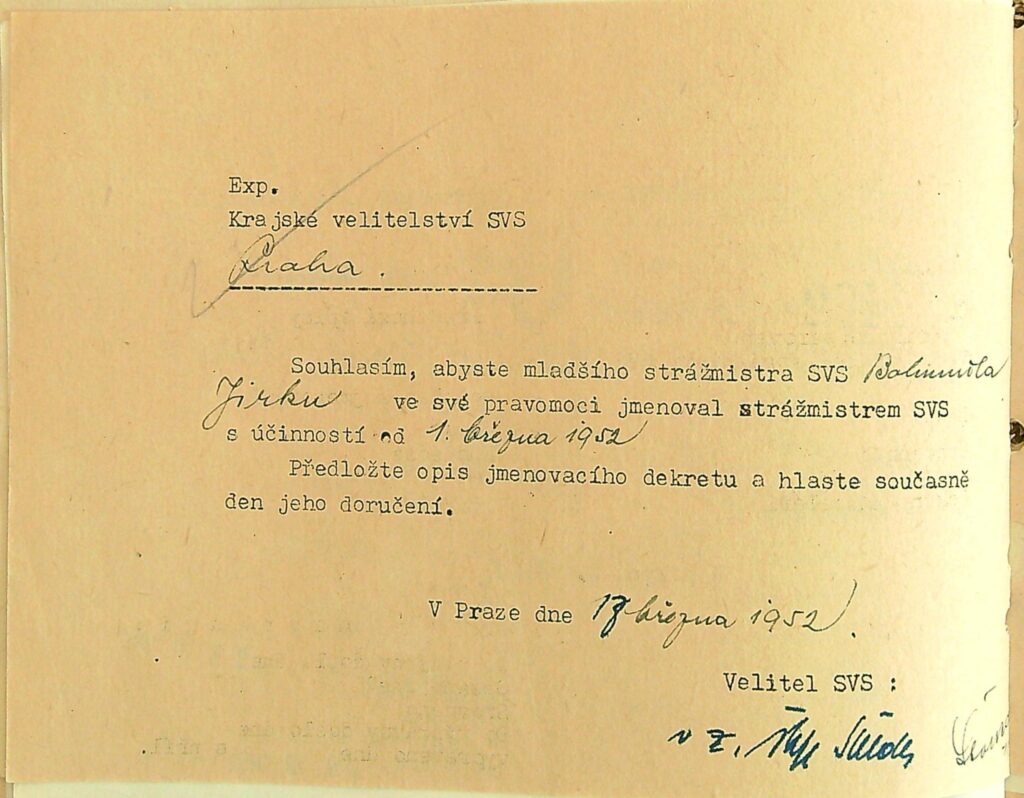 Exp.
Krajské velitelství SVS
Praha.
Souhlasím, abyste mladšího strážmistra SVS Bohumila
Jirku ve své pravomoci jmenoval strážmistrem SVS
s účinností od 1. března 1952
Předložte opis jmenovacího dekretu a hlaste současně
den jeho doručení.
V Praze dne 17 března 1952.
Velitel SVS :
v z.